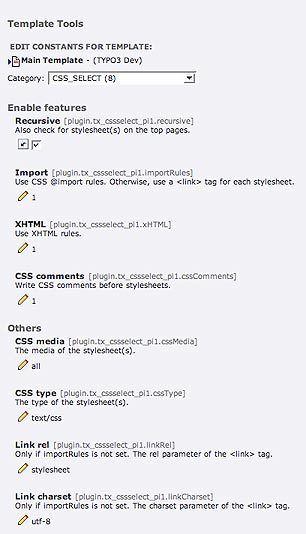 Template Tools
EDIT CONSTANTS FOR TEMPLATE:
Main Template - (TYPO3 Dev)
Category: CSS_SELECT (8)
Enable features
Recursive [plugin.tx_cssselect_pi1.recursive]
Also check for stylesheet(s) on the top pages.
Import [plugin.tx_cssselect_pi1.importRules]
Use CSS @import rules. Otherwise, use a <link> tag for each stylesheet.
1
XHTML [plugin.tx_cssselect_pi1.xHTML]
Use XHTML rules.
1
CSS comments [plugin.tx_cssselect_pi1.cssComments]
Write CSS comments before stylesheets.
1
Others
CSS media [plugin.tx_cssselect_pi1.cssMedia]
The media of the stylesheet(s).
all
CSS type [plugin.tx_cssselect_pi1.cssType]
The type of the stylesheet(s).
text/css
Link rel [plugin.tx_cssselect_pi1.linkRel]
Only if importRules is not set. The rel parameter of the <link> tag.
stylesheet
Link charset [plugin.tx_cssselect_pi1.linkCharset]
Only if importRules is not set. The charset parameter of the <link> tag.
utf-8